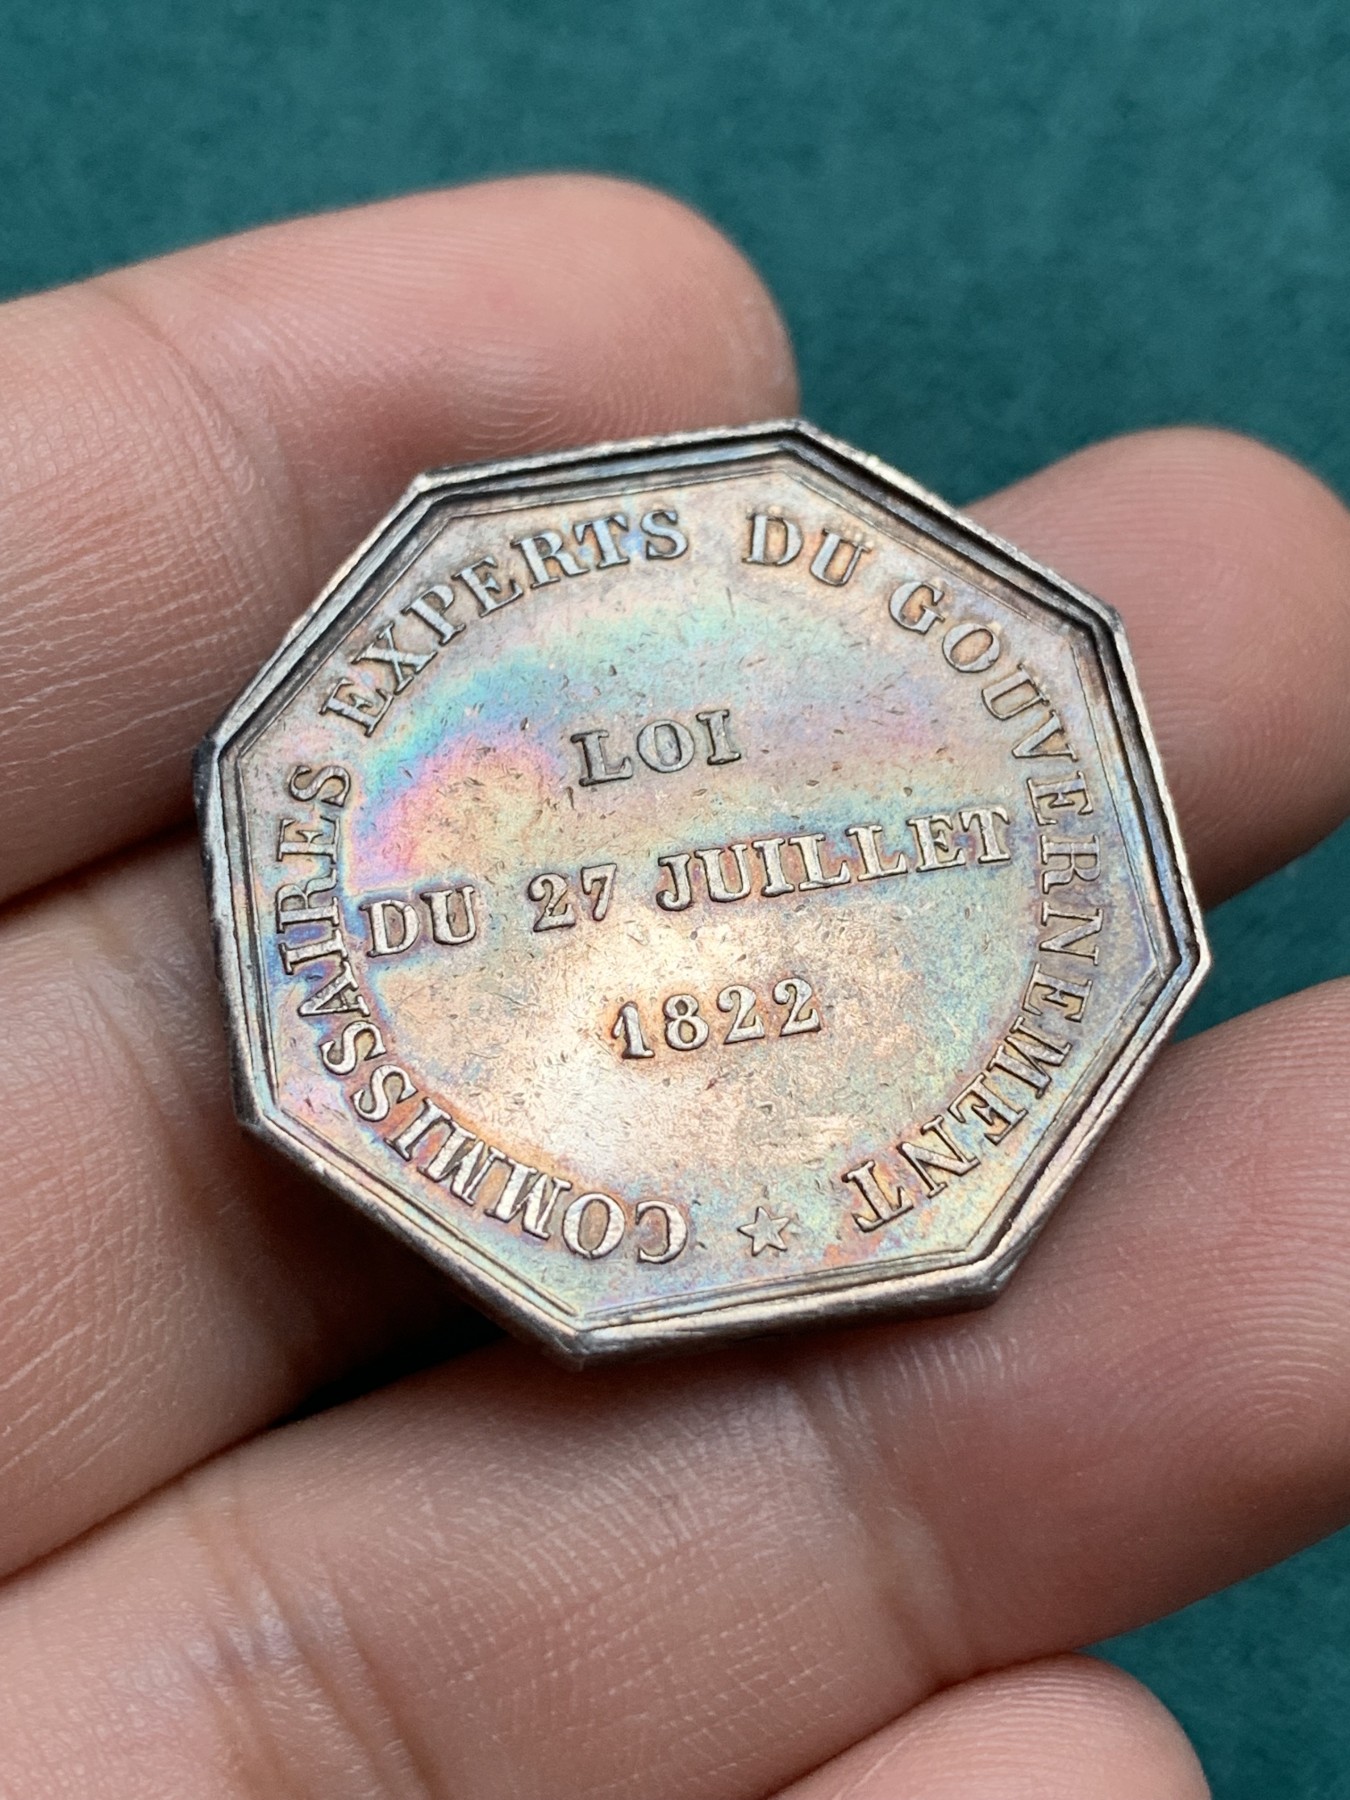 COMMISSAIRES EXPERTS DU GOUVERNEMENT
LOI
DU 27 JUILLET
1822